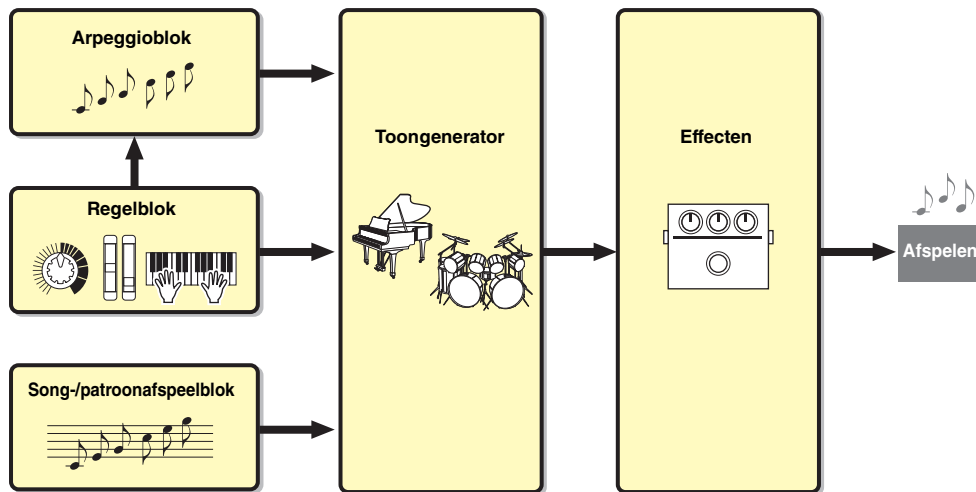 Arpeggioblok
Regelblok
Song-/patroonafspeelblok
Toongenerator
Effecten
Afspelen